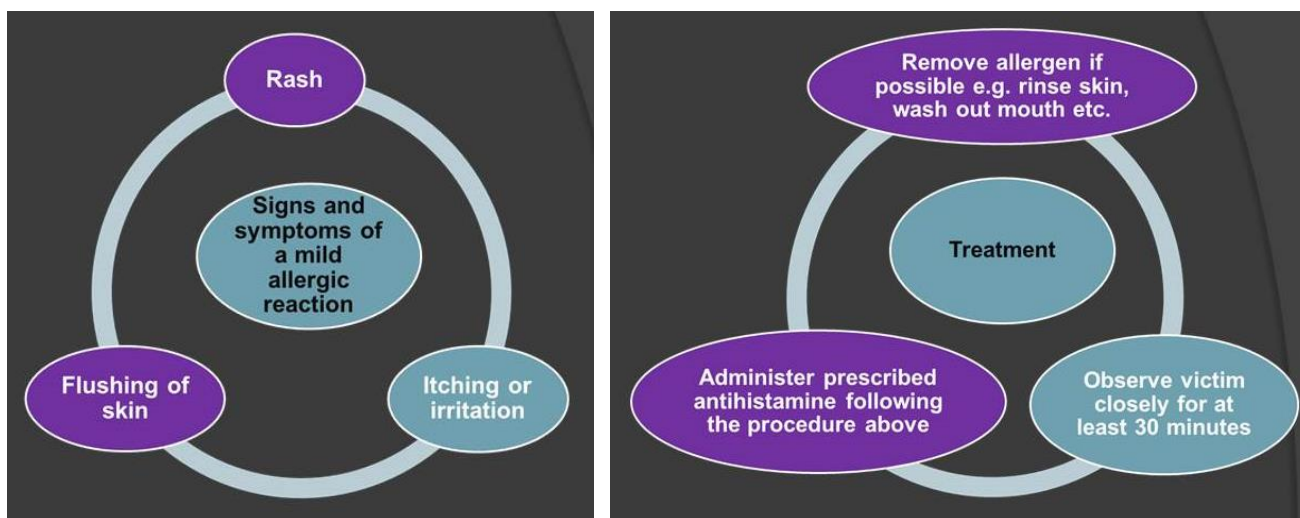 Rash
Signs and
symptoms of
a mild
allergic
reaction
Flushing of
skin
Itching or
irritation
Remove allergen if
possible e.g. rinse skin,
wash out mouth etc.
Treatment
Administer prescribed
antihistamine following
the procedure above
Observe victim
closely for at
least 30 minutes